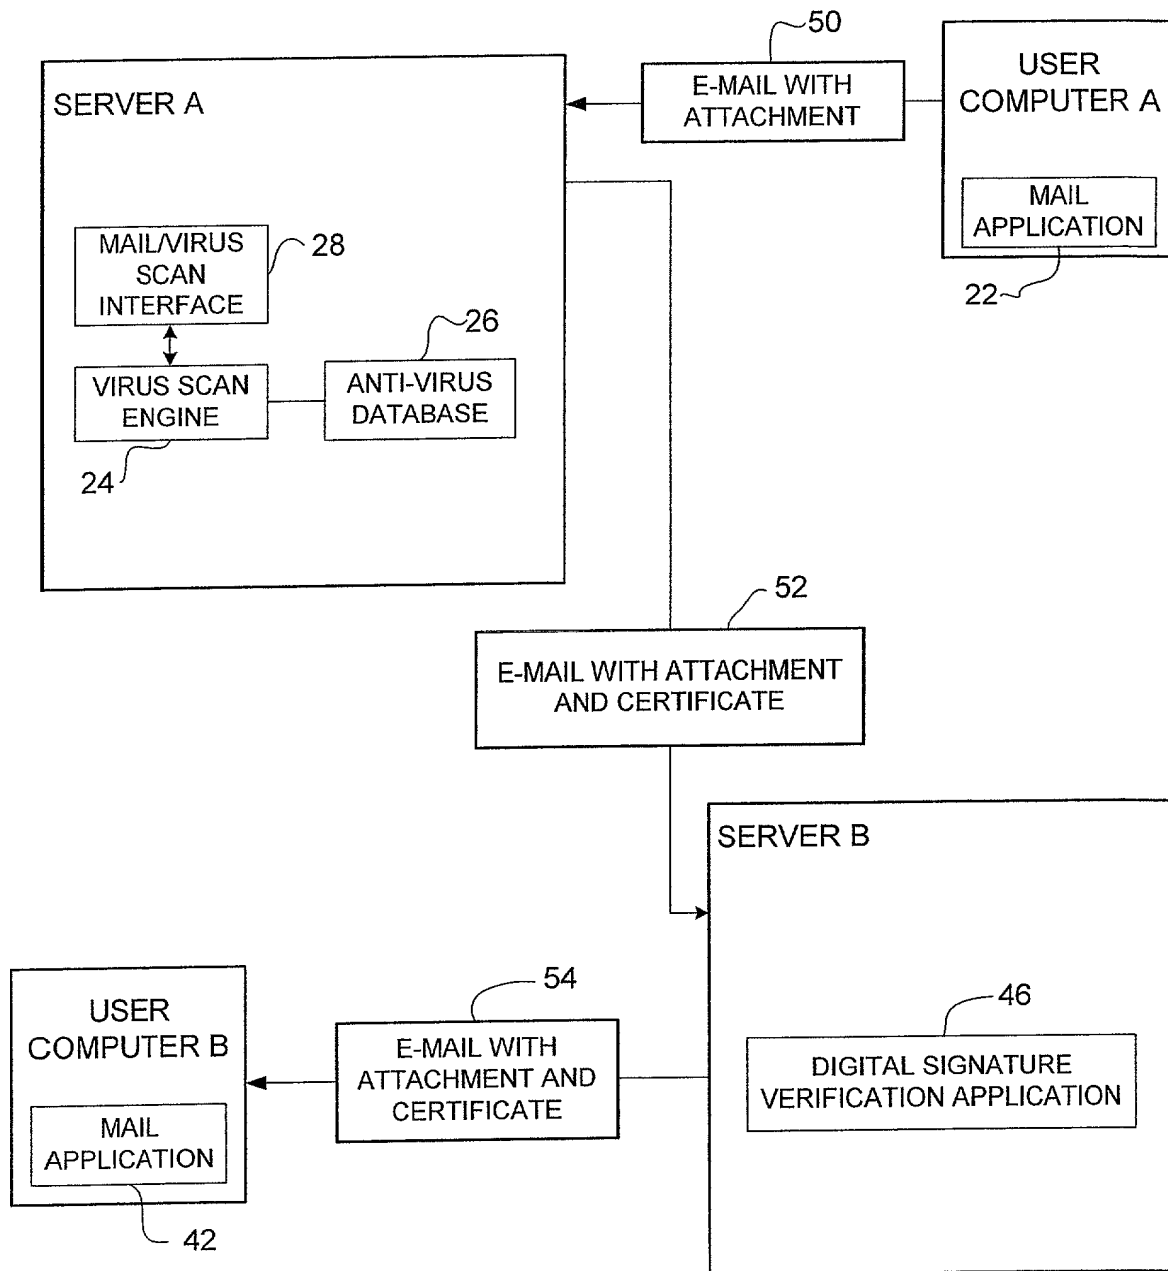 50
E-MAIL WITH
ATTACHMENT
USER
COMPUTER A
MAIL
APPLICATION
22
SERVER A
MAIL/VIRUS
SCAN
INTERFACE
28
26
VIRUS SCAN
ENGINE
ANTI-VIRUS
DATABASE
24
52
E-MAIL WITH ATTACHMENT
AND CERTIFICATE
SERVER B
46
DIGITAL SIGNATURE
VERIFICATION APPLICATION
54
E-MAIL WITH
ATTACHMENT AND
CERTIFICATE
USER
COMPUTER B
MAIL
APPLICATION
42